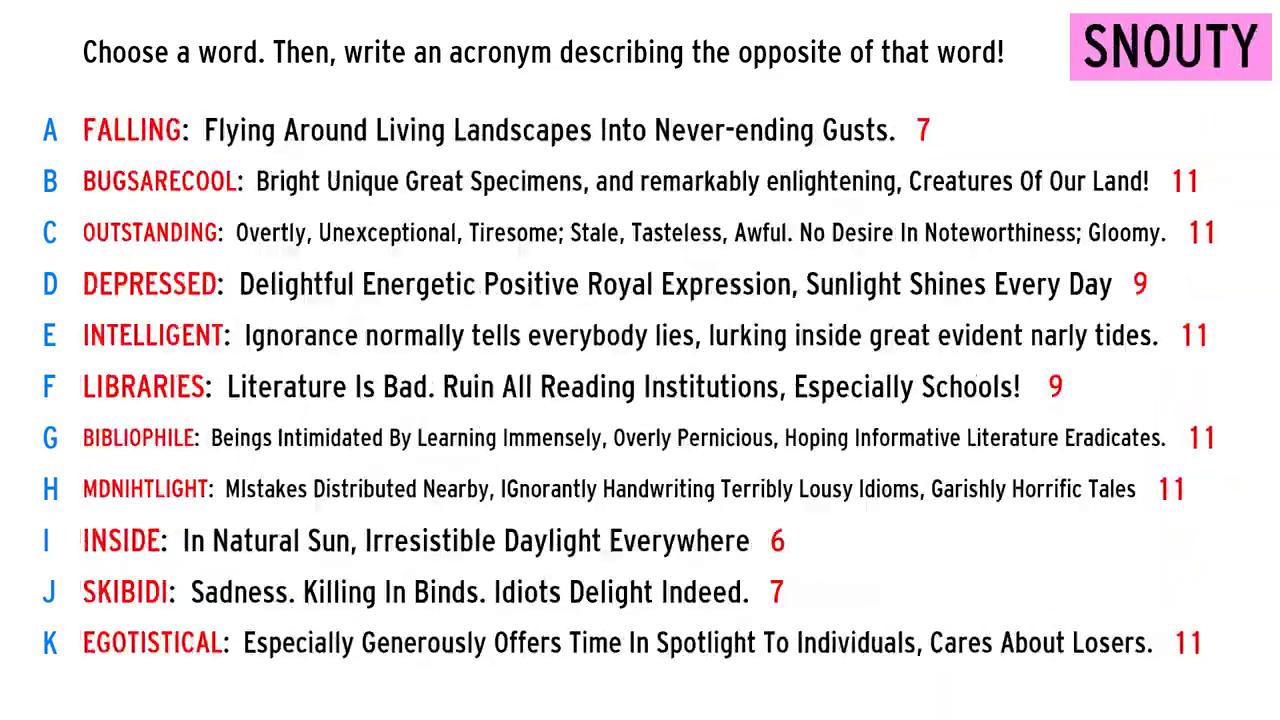 Choose a word. Then, write an acronym describing the opposite of that word!
SNOUTY
A FALLING: Flying Around Living Landscapes Into Never-ending Gusts. 7
B BUGSARECOOL: Bright Unique Great Specimens, and remarkably enlightening, Creatures Of Our Land! 11
C OUTSTANDING: Overtly, Unexceptional, Tiresome; Stale, Tasteless, Awful. No Desire In Noteworthiness; Gloomy. 11
D DEPRESSED: Delightful Energetic Positive Royal Expression, Sunlight Shines Every Day 9
E INTELLIGENT: Ignorance normally tells everybody lies, lurking inside great evident narly tides. 11
F LIBRARIES: Literature Is Bad. Ruin All Reading Institutions, Especially Schools! 9
G BIBLIOPHILE: Beings Intimidated By Learning Immensely, Overly Pernicious, Hoping Informative Literature Eradicates. 11
H MDNIHTLIGHT: MIstakes Distributed Nearby, IGnorantly Handwriting Terribly Lousy Idioms, Garishly Horrific Tales 11
I INSIDE: In Natural Sun, Irresistible Daylight Everywhere 6
J SKIBIDI: Sadness. Killing In Binds. Idiots Delight Indeed. 7
K EGOTISTICAL: Especially Generously Offers Time In Spotlight To Individuals, Cares About Losers. 11